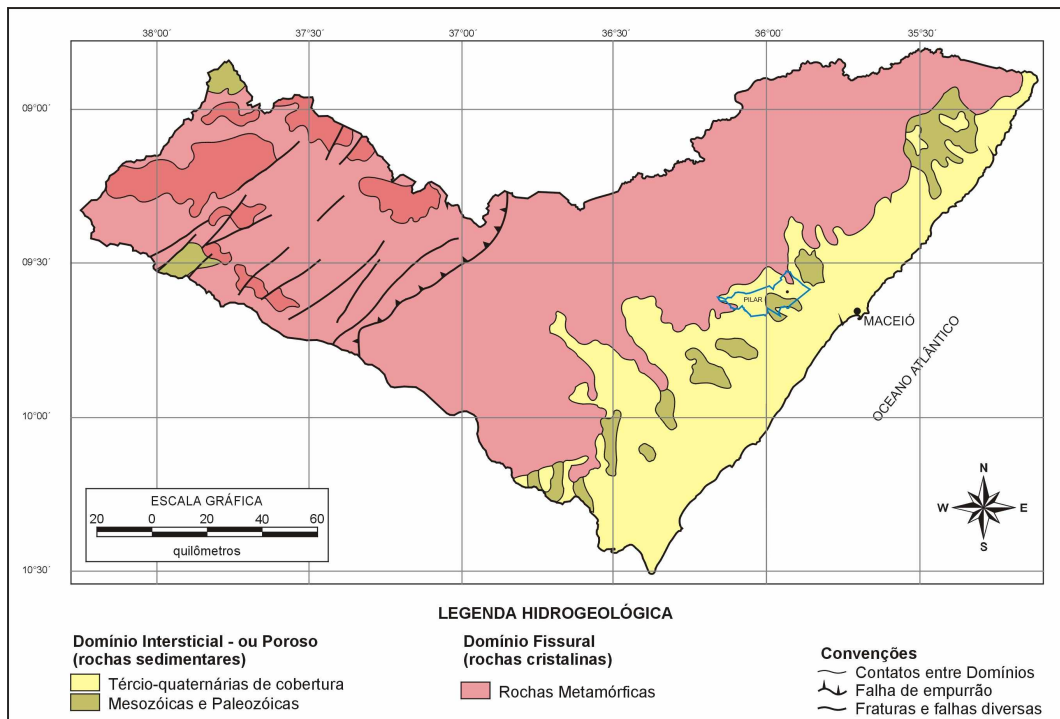 38°00´ 37°30´ 37°00´ 36°30´ 36°00´ 35°30´
09°00´
09°30´
PILAR
MACEIÓ
OCEANO ATLÂNTICO
10°00´
10°30´
ESCALA GRÁFICA
20 0 20 40 60
quilômetros
N
W E
S
LEGENDA HIDROGEOLÓGICA
Domínio Intersticial - ou Poroso
(rochas sedimentares)
Tércio-quaternárias de cobertura
Mesozóicas e Paleozóicas
Domínio Fissural
(rochas cristalinas)
Rochas Metamórficas
Convenções
Contatos entre Domínios
Falha de empurrão
Fraturas e falhas diversas